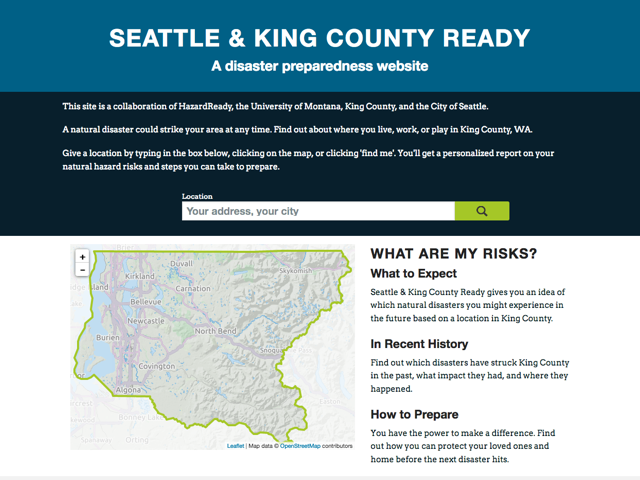 SEATTLE & KING COUNTY READY
A disaster preparedness website
This site is a collaboration of HazardReady, the University of Montana, King County, and the City of Seattle.
A natural disaster could strike your area at any time. Find out about where you live, work, or play in King County, WA.
Give a location by typing in the box below, clicking on the map, or clicking 'find me'. You'll get a personalized report on your
natural hazard risks and steps you can take to prepare.
Location
Your address, your city
+
−
Duvall
Kirkland
Skykomish
Island
Carnation
Bellevue
Newcastle
North Bend
Burien
Covington
Algona
Bonney Lake
Spanaway
Orting
Leaflet | Map data © OpenStreetMap contributors
WHAT ARE MY RISKS?
What to Expect
Seattle & King County Ready gives you an idea of
which natural disasters you might experience in
the future based on a location in King County.
In Recent History
Find out which disasters have struck King County
in the past, what impact they had, and where they
happened.
How to Prepare
You have the power to make a difference. Find
out how you can protect your loved ones and
home before the next disaster hits.